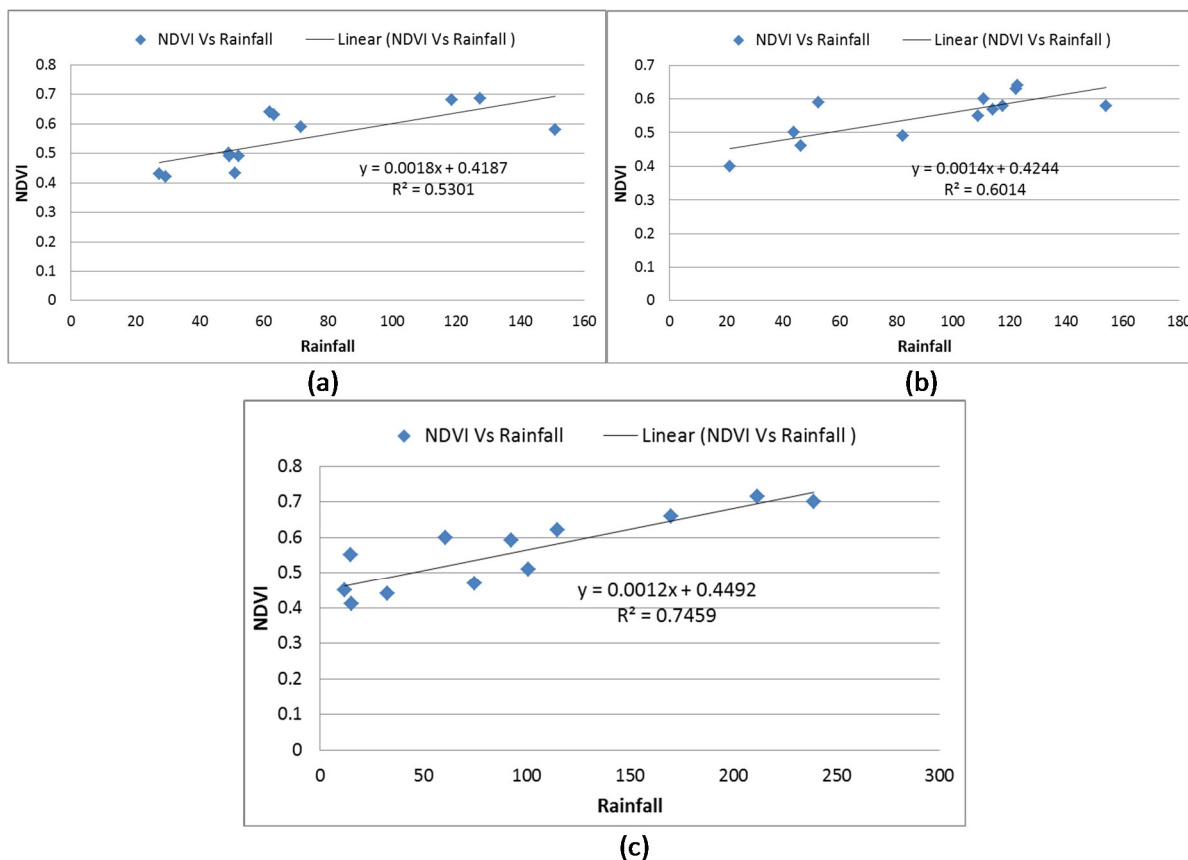 NDVI Vs Rainfall Linear (NDVI Vs Rainfall )
0.8
0.7
0.6
0.5
0.4
0.3
0.2
0.1
0
NDVI
y = 0.0018x + 0.4187
R² = 0.5301
0 20 40 60 80 100 120 140 160
Rainfall
(a)
NDVI Vs Rainfall Linear (NDVI Vs Rainfall )
0.7
0.6
0.5
0.4
0.3
0.2
0.1
0
NDVI
y = 0.0014x + 0.4244
R² = 0.6014
0 20 40 60 80 100 120 140 160 180
Rainfall
(b)
NDVI Vs Rainfall Linear (NDVI Vs Rainfall )
0.8
0.7
0.6
0.5
0.4
0.3
0.2
0.1
0
NDVI
y = 0.0012x + 0.4492
R² = 0.7459
0 50 100 150 200 250 300
Rainfall
(c)